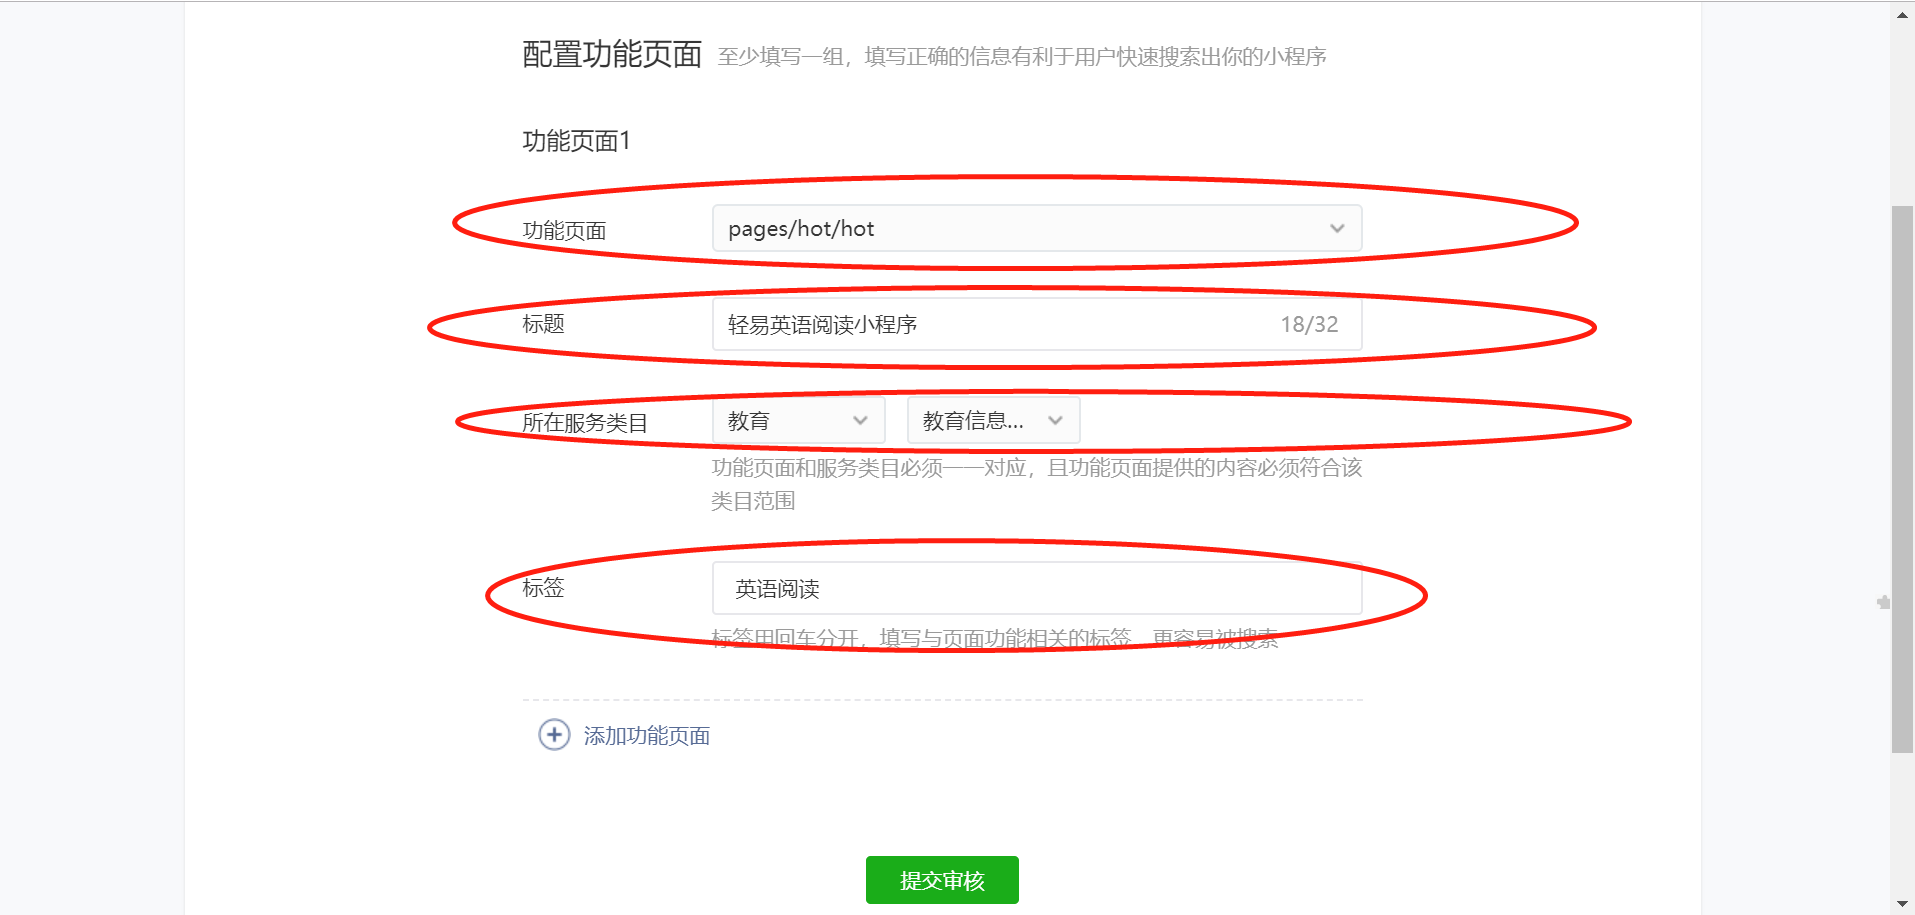 配置功能页面 至少填写一组，填写正确的信息有利于用户快速搜索出你的小程序
功能页面1
功能页面 pages/hot/hot
标题 轻易英语阅读小程序 18/32
所在服务类目 教育 教育信息...
功能页面和服务类目必须一一对应，且功能页面提供的内容必须符合该
类目范围
标签 英语阅读
标签用回车分开，填写与页面功能相关的标签，更容易被搜索
添加功能页面
提交审核